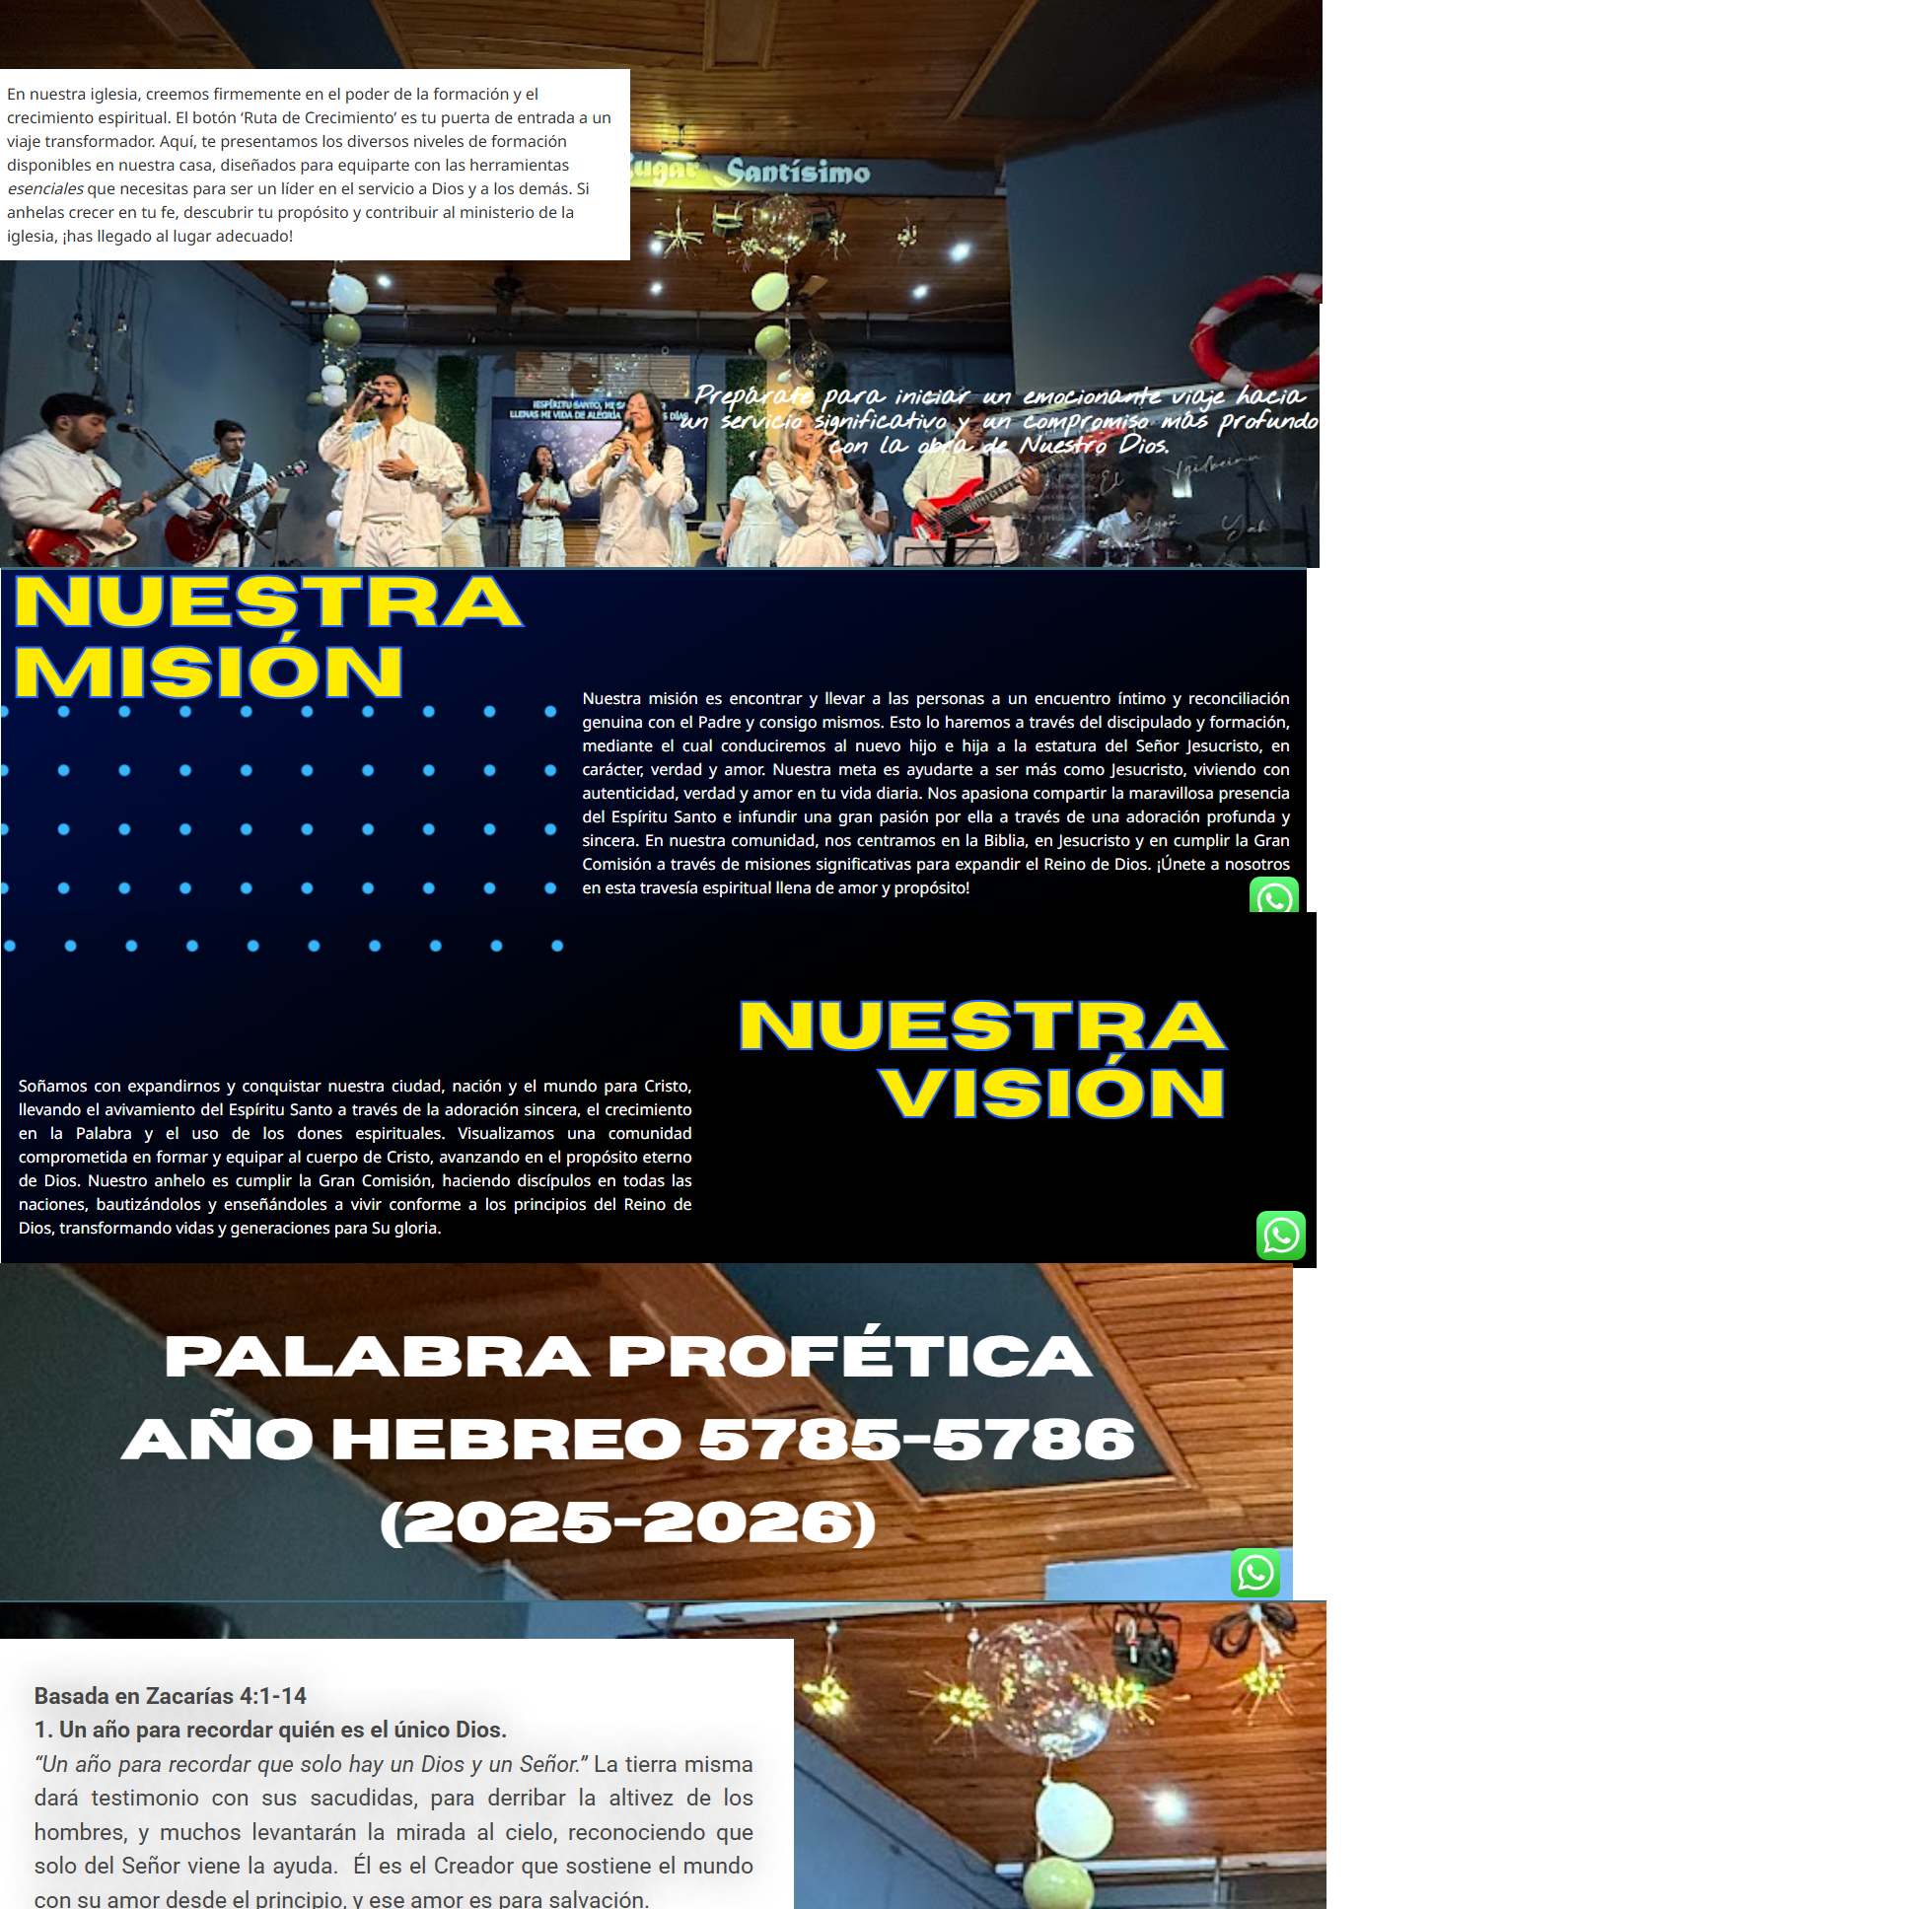 En nuestra iglesia, creemos firmemente en el poder de la formación y el
crecimiento espiritual. El botón ‘Ruta de Crecimiento’ es tu puerta de entrada a un
viaje transformador. Aquí, te presentamos los diversos niveles de formación
disponibles en nuestra casa, diseñados para equiparte con las herramientas
esenciales que necesitas para ser un líder en el servicio a Dios y a los demás. Si
anhelas crecer en tu fe, descubrir tu propósito y contribuir al ministerio de la
iglesia, ¡has llegado al lugar adecuado!
Santísimo
Prepárate para iniciar un emocionante viaje hacia
un servicio significativo y un compromiso más profundo
con la obra de Nuestro Dios.
ESPÍRITU SANTO, MI
LLENAS MI VIDA DE ALEGRÍA
El
Elyon
Yah
NUESTRA
MISIÓN
Nuestra misión es encontrar y llevar a las personas a un encuentro íntimo y reconciliación
genuina con el Padre y consigo mismos. Esto lo haremos a través del discipulado y formación,
mediante el cual conduciremos al nuevo hijo e hija a la estatura del Señor Jesucristo, en
carácter, verdad y amor. Nuestra meta es ayudarte a ser más como Jesucristo, viviendo con
autenticidad, verdad y amor en tu vida diaria. Nos apasiona compartir la maravillosa presencia
del Espíritu Santo e infundir una gran pasión por ella a través de una adoración profunda y
sincera. En nuestra comunidad, nos centramos en la Biblia, en Jesucristo y en cumplir la Gran
Comisión a través de misiones significativas para expandir el Reino de Dios. ¡Únete a nosotros
en esta travesía espiritual llena de amor y propósito!
NUESTRA
VISIÓN
Soñamos con expandirnos y conquistar nuestra ciudad, nación y el mundo para Cristo,
llevando el avivamiento del Espíritu Santo a través de la adoración sincera, el crecimiento
en la Palabra y el uso de los dones espirituales. Visualizamos una comunidad
comprometida en formar y equipar al cuerpo de Cristo, avanzando en el propósito eterno
de Dios. Nuestro anhelo es cumplir la Gran Comisión, haciendo discípulos en todas las
naciones, bautizándolos y enseñándoles a vivir conforme a los principios del Reino de
Dios, transformando vidas y generaciones para Su gloria.
PALABRA PROFÉTICA
AÑO HEBREO 5785-5786
(2025-2026)
Basada en Zacarías 4:1-14
1. Un año para recordar quién es el único Dios.
“Un año para recordar que solo hay un Dios y un Señor.” La tierra misma
dará testimonio con sus sacudidas, para derribar la altivez de los
hombres, y muchos levantarán la mirada al cielo, reconociendo que
solo del Señor viene la ayuda. Él es el Creador que sostiene el mundo
con su amor desde el principio, y ese amor es para salvación.